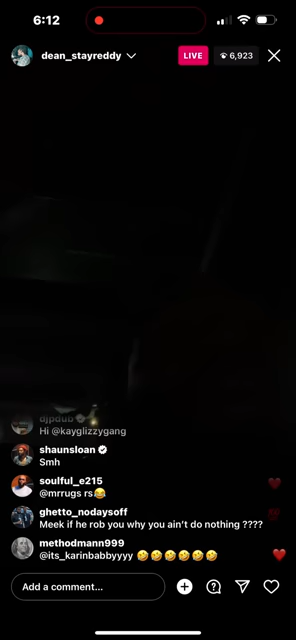 6:12
dean_stayreddy
LIVE
6,923
djpdub
Hi @kayglizzygang
shaunsloan
Smh
soulful_e215
@mrrugs rs😂
ghetto_nodaysoff
Meek if he rob you why you ain't do nothing ????
methodmann999
@its_karinbabbyyyy 🤣🤣🤣🤣🤣🤣
Add a comment...